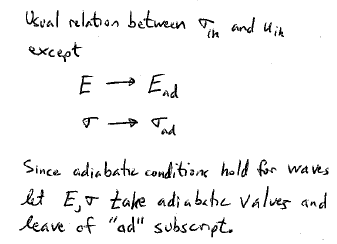 Usual relation between σ_ik and u_ik
except
E → E_ad
σ → σ_ad
Since adiabatic conditions hold for waves
let E, σ take adiabatic values and
leave of "ad" subscript.